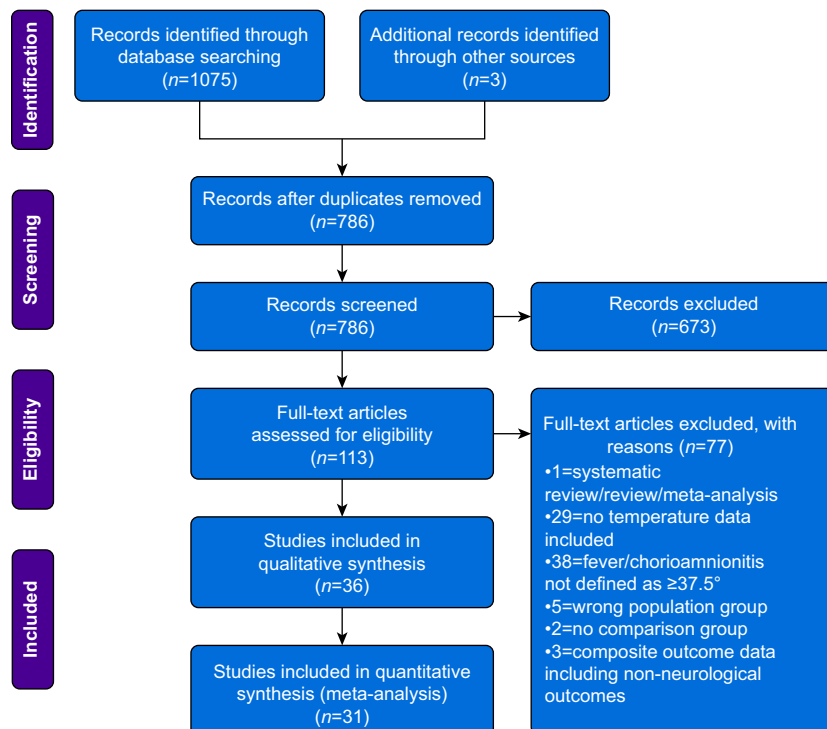 Identification
Records identified through
database searching
(n=1075)
Additional records identified
through other sources
(n=3)
Screening
Records after duplicates removed
(n=786)
Records screened
(n=786)
Records excluded
(n=673)
Eligibility
Full-text articles
assessed for eligibility
(n=113)
Full-text articles excluded, with
reasons (n=77)
•1=systematic
review/review/meta-analysis
•29=no temperature data
included
•38=fever/chorioamnionitis
not defined as ≥37.5°
•5=wrong population group
•2=no comparison group
•3=composite outcome data
including non-neurological
outcomes
Included
Studies included in
qualitative synthesis
(n=36)
Studies included in quantitative
synthesis (meta-analysis)
(n=31)